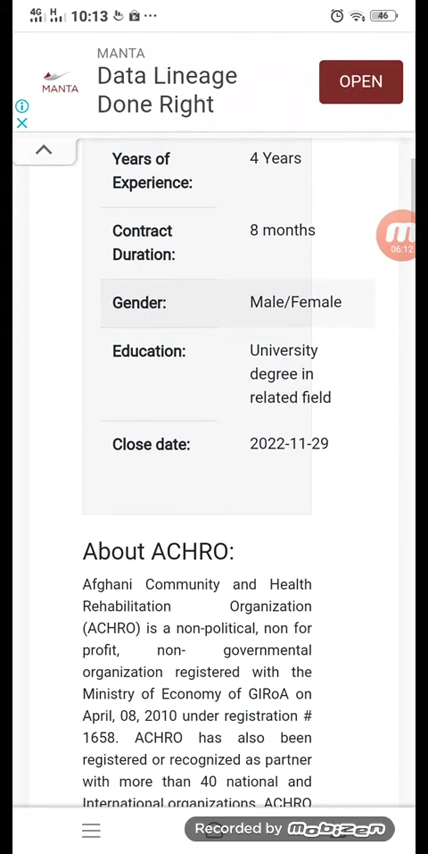 4G H 10:13 ... 46
MANTA
Data Lineage
Done Right
OPEN
MANTA
Years of
Experience:
4 Years
Contract
Duration:
8 months
06:12
Gender:
Male/Female
Education:
University
degree in
related field
Close date:
2022-11-29
About ACHRO:
Afghani Community and Health
Rehabilitation Organization
(ACHRO) is a non-political, non for
profit, non- governmental
organization registered with the
Ministry of Economy of GIRoA on
April, 08, 2010 under registration #
1658. ACHRO has also been
registered or recognized as partner
with more than 40 national and
International organizations. ACHRO
Recorded by mobizen